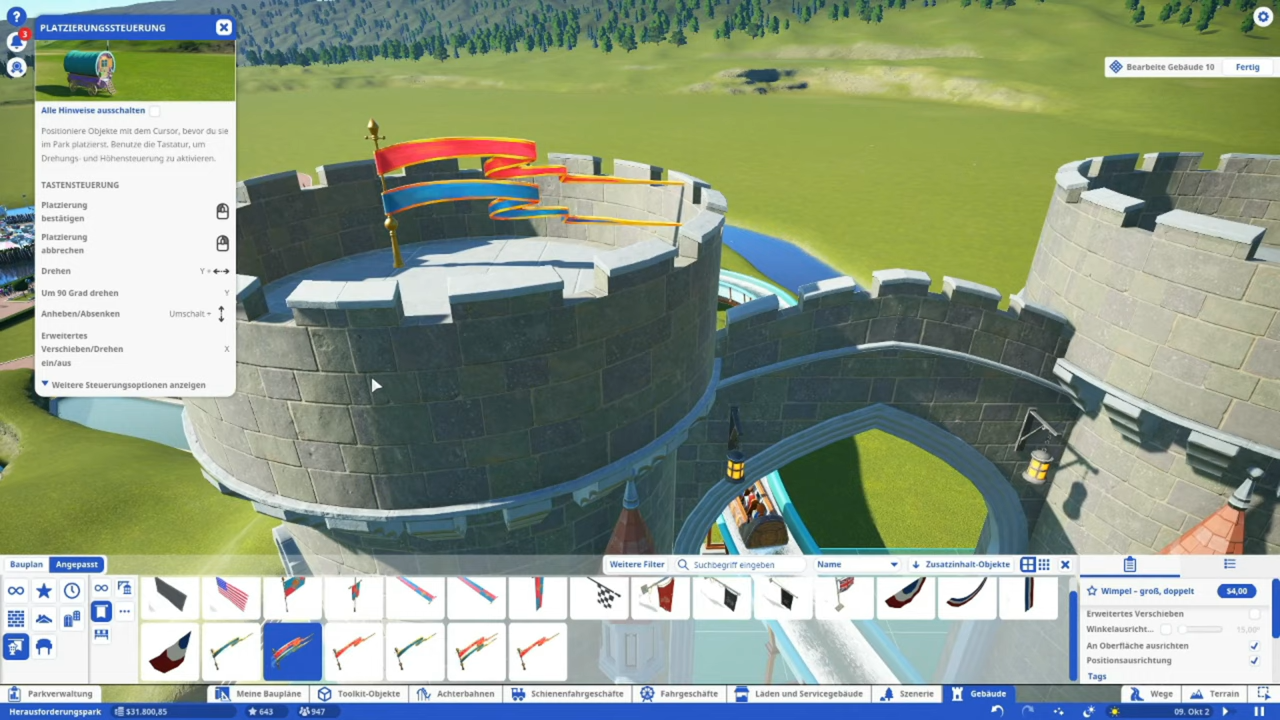 PLATZIERUNGSSTEUERUNG
3
Alle Hinweise ausschalten
Positioniere Objekte mit dem Cursor, bevor du sie
im Park platzierst. Benutze die Tastatur, um
Drehungs- und Höhensteuerung zu aktivieren.
TASTENSTEUERUNG
Platzierung
bestätigen
Platzierung
abbrechen
Drehen Y +
Um 90 Grad drehen Y
Anheben/Absenken Umschalt +
Erweitertes
Verschieben/Drehen
ein/aus X
Weitere Steuerungsoptionen anzeigen
Bearbeite Gebäude 10 Fertig
Bauplan Angepasst Weitere Filter Suchbegriff eingeben Name Zusatzinhalt-Objekte
Wimpel – groß, doppelt $4,00
Erweitertes Verschieben
Winkelausricht... 15,00°
An Oberfläche ausrichten
Positionsausrichtung
Tags
Parkverwaltung Meine Baupläne Toolkit-Objekte Achterbahnen Schienenfahrgeschäfte Fahrgeschäfte Läden und Servicegebäude Szenerie Gebäude Wege Terrain
Herausforderungspark $31.800,85 643 947 09. Okt 2